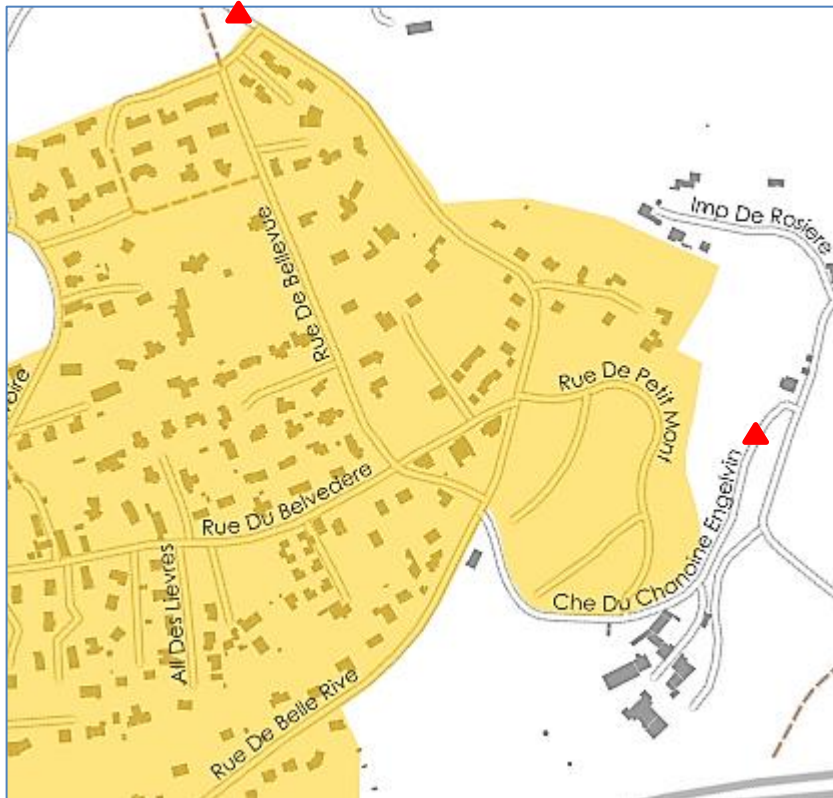 Imp De Rosiere
Rue De Bellevue
Rue De Petit Mont
oire
Rue Du Belvedere
Che Du Chanoine Engelvin
All Des Lievres
Rue De Belle Rive